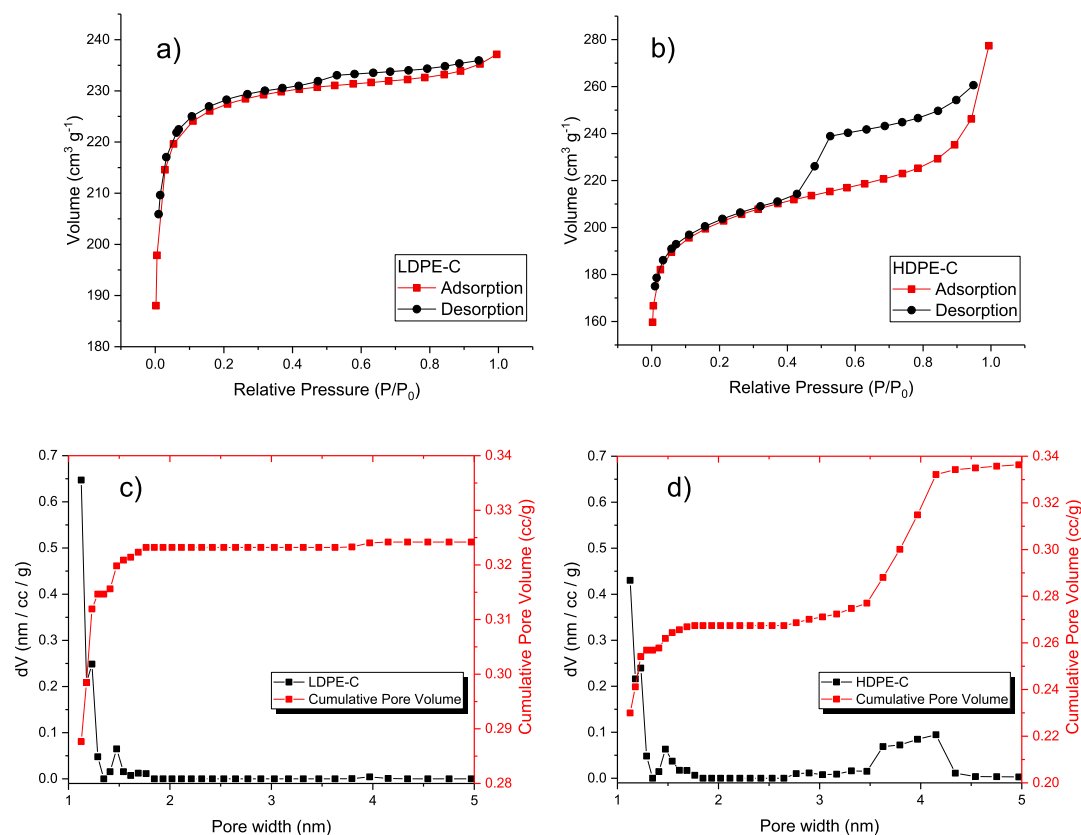 a)
240
230
220
210
200
190
180
Volume (cm³ g⁻¹)
LDPE-C
Adsorption
Desorption
0.0 0.2 0.4 0.6 0.8 1.0
Relative Pressure (P/P₀)
b)
280
260
240
220
200
180
160
Volume (cm³ g⁻¹)
HDPE-C
Adsorption
Desorption
0.0 0.2 0.4 0.6 0.8 1.0
Relative Pressure (P/P₀)
c)
0.7
0.6
0.5
0.4
0.3
0.2
0.1
0.0
dV (nm / cc / g)
LDPE-C
Cumulative Pore Volume
0.34
0.33
0.32
0.31
0.30
0.29
0.28
Cumulative Pore Volume (cc/g)
1 2 3 4 5
Pore width (nm)
d)
0.7
0.6
0.5
0.4
0.3
0.2
0.1
0.0
dV (nm / cc / g)
HDPE-C
Cumulative Pore Volume
0.34
0.32
0.30
0.28
0.26
0.24
0.22
0.20
Cumulative Pore Volume (cc/g)
1 2 3 4 5
Pore width (nm)